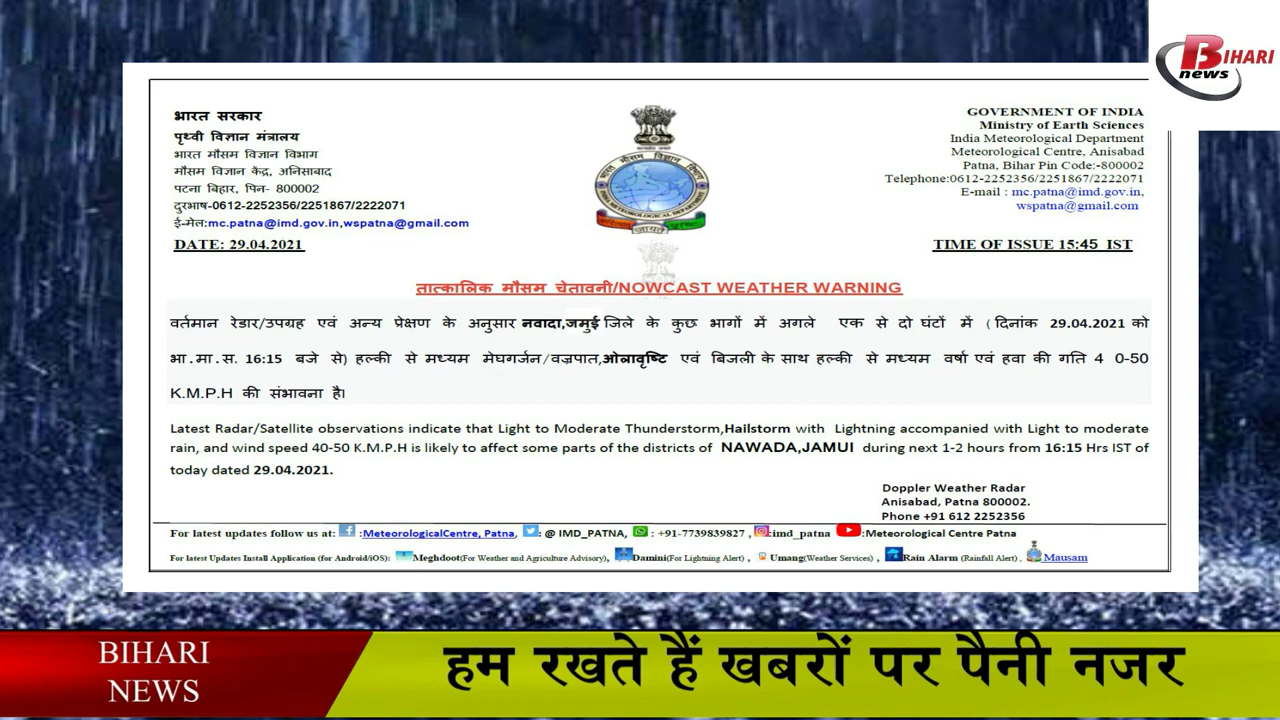 BIHARI
news
भारत सरकार
पृथ्वी विज्ञान मंत्रालय
भारत मौसम विज्ञान विभाग
मौसम विज्ञान केंद्र, अनिसाबाद
पटना बिहार, पिन- 800002
दुरभाष-0612-2252356/2251867/2222071
ई-मेल:mc.patna@imd.gov.in,wspatna@gmail.com
DATE: 29.04.2021
भारत मौसम विज्ञान विभाग
INDIA METEOROLOGICAL DEPARTMENT
GOVERNMENT OF INDIA
Ministry of Earth Sciences
India Meteorological Department
Meteorological Centre, Anisabad
Patna, Bihar Pin Code:-800002
Telephone:0612-2252356/2251867/2222071
E-mail : mc.patna@imd.gov.in,
wspatna@gmail.com
TIME OF ISSUE 15:45 IST
तात्कालिक मौसम चेतावनी/NOWCAST WEATHER WARNING
वर्तमान रेडार/उपग्रह एवं अन्य प्रेक्षण के अनुसार नवादा,जमुई जिले के कुछ भागों में अगले एक से दो घंटों में ( दिनांक 29.04.2021 को
भा.मा.स. 16:15 बजे से) हल्की से मध्यम मेघगर्जन/वज्रपात,ओलावृष्टि एवं बिजली के साथ हल्की से मध्यम वर्षा एवं हवा की गति 4 0-50
K.M.P.H की संभावना है।
Latest Radar/Satellite observations indicate that Light to Moderate Thunderstorm,Hailstorm with Lightning accompanied with Light to moderate
rain, and wind speed 40-50 K.M.P.H is likely to affect some parts of the districts of NAWADA,JAMUI during next 1-2 hours from 16:15 Hrs IST of
today dated 29.04.2021.
Doppler Weather Radar
Anisabad, Patna 800002.
Phone +91 612 2252356
For latest updates follow us at: :MeteorologicalCentre, Patna, : @ IMD_PATNA, : +91-7739839827 , :imd_patna :Meteorological Centre Patna
For latest Updates Install Application (for Android/iOS): Meghdoot(For Weather and Agriculture Advisory), Damini(For Lightning Alert) , Umang(Weather Services) , Rain Alarm (Rainfall Alert) , Mausam
BIHARI
NEWS
हम रखते हैं खबरों पर पैनी नजर